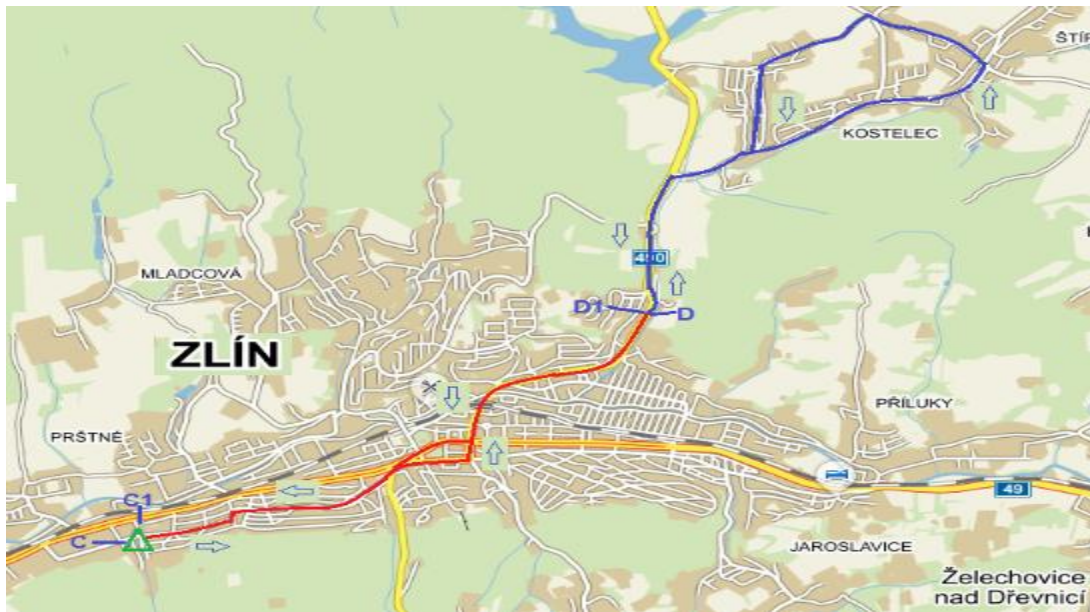 ŠTÍP
KOSTELEC
490
MLADCOVÁ
D1
D
ZLÍN
PŘÍLUKY
PRŠTNÉ
C1
49
C
JAROSLAVICE
Želechovice
nad Dřevnicí